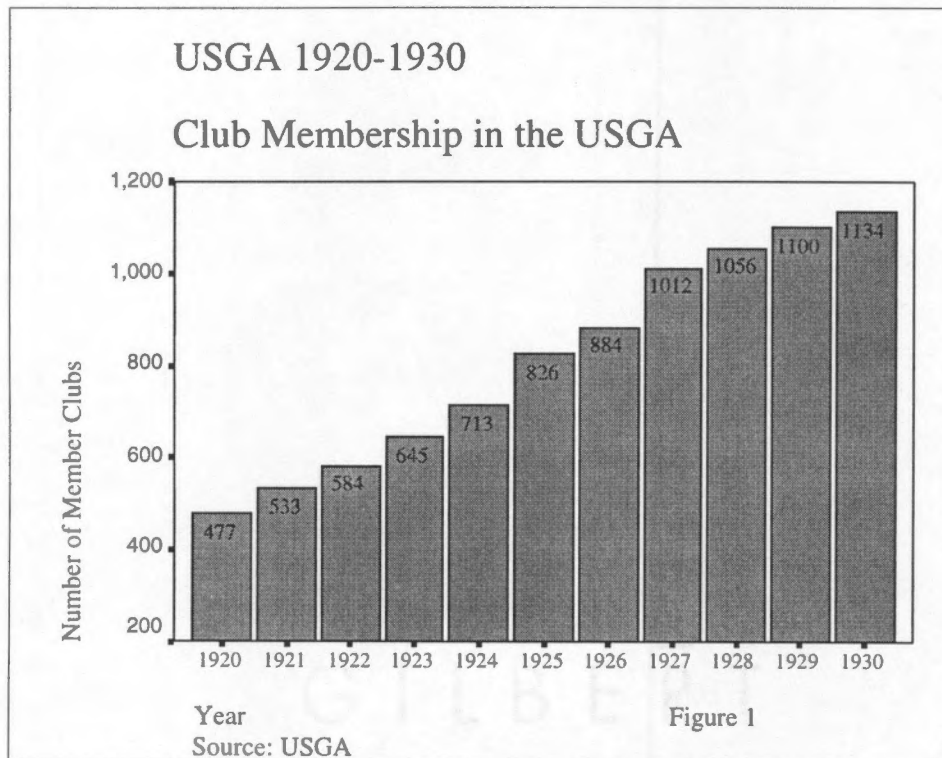 USGA 1920-1930
Club Membership in the USGA
1,200
1,000
800
600
400
200
Number of Member Clubs
477
533
584
645
713
826
884
1012
1056
1100
1134
1920 1921 1922 1923 1924 1925 1926 1927 1928 1929 1930
Year
Figure 1
Source: USGA